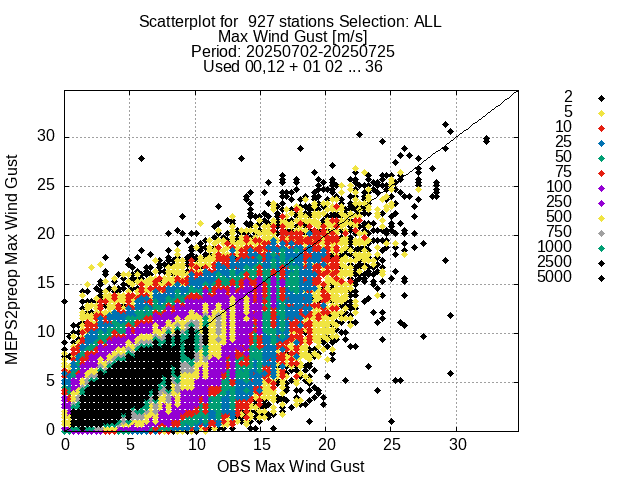 Scatterplot for  927 stations Selection: ALL
Max Wind Gust [m/s]
Period: 20250702-20250725
Used 00,12 + 01 02 ... 36
MEPS2preop Max Wind Gust
30
25
20
15
10
5
0
0 5 10 15 20 25 30
OBS Max Wind Gust
2
5
10
25
50
75
100
250
500
750
1000
2500
5000